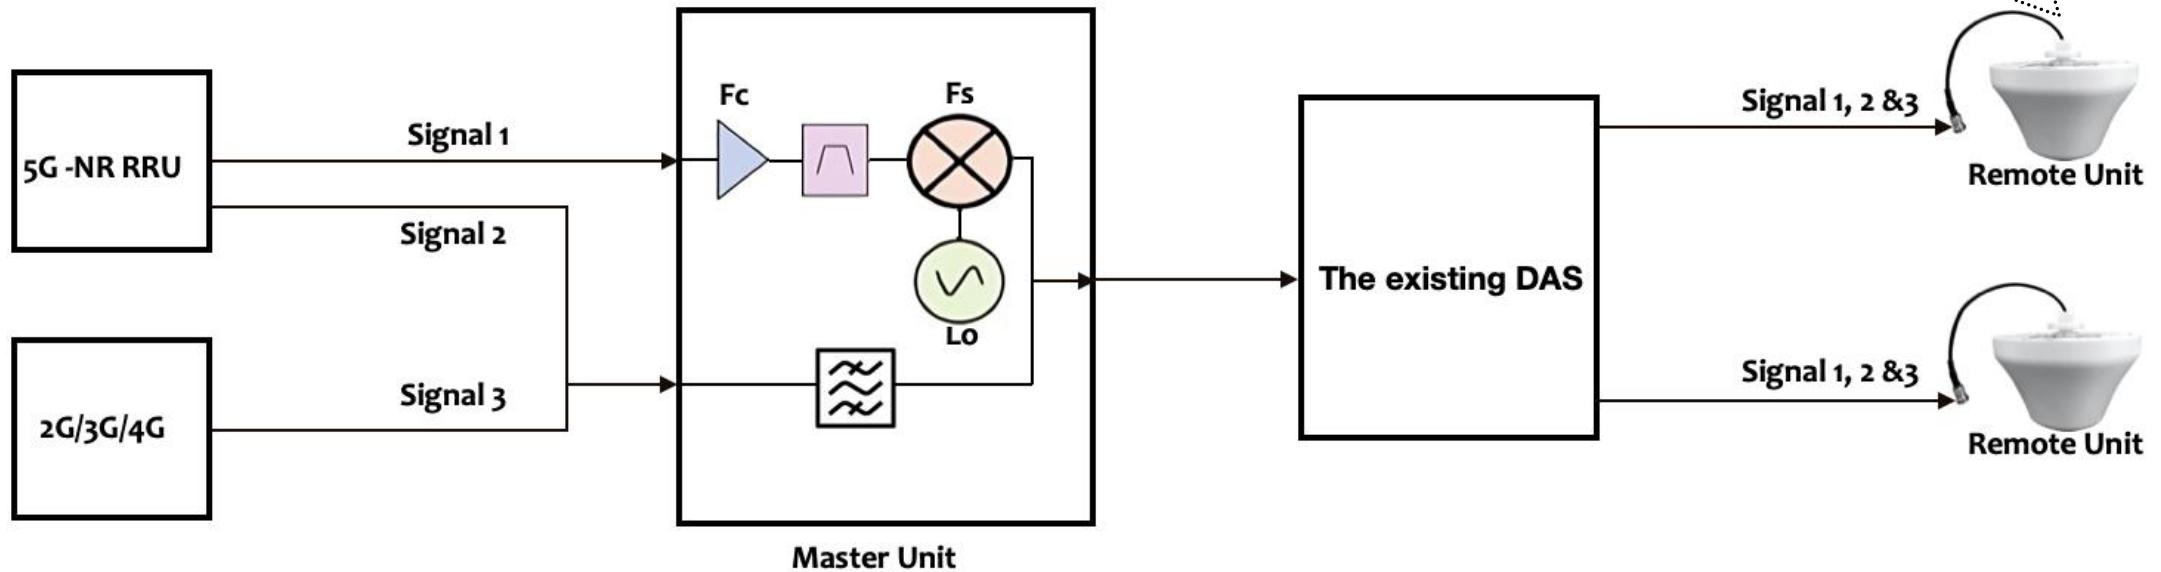 5G -NR RRU
Signal 1
Signal 2
2G/3G/4G
Signal 3
Fc
Fs
Lo
Master Unit
The existing DAS
Signal 1, 2 &3
Remote Unit
Signal 1, 2 &3
Remote Unit